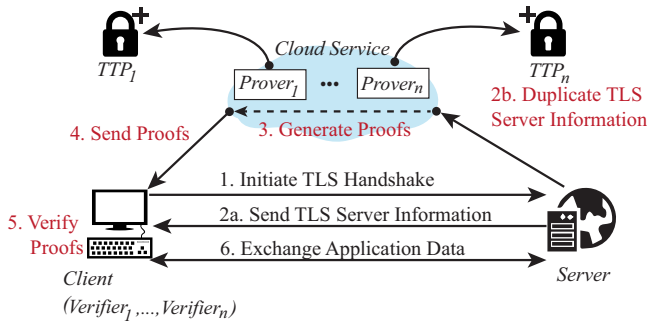 Cloud Service
TTP1
Prover1 ... Provern
TTPn
2b. Duplicate TLS
Server Information
3. Generate Proofs
4. Send Proofs
1. Initiate TLS Handshake
2a. Send TLS Server Information
5. Verify
Proofs
6. Exchange Application Data
Client
(Verifier1,...,Verifiern)
Server